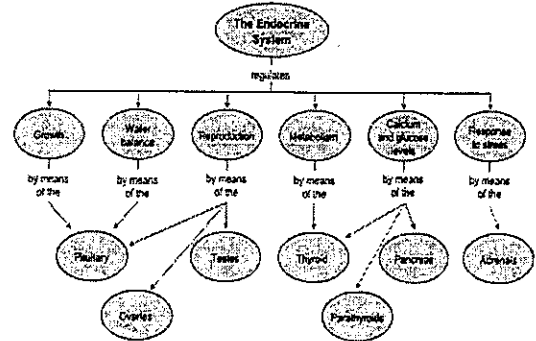 The Endocrine
System
regulates
Growth
Water
balance
Reproduction
Metabolism
Calcium
and glucose
levels
Response
to stress
by means
of the
by means
of the
by means
of the
by means
of the
by means
of the
by means
of the
Pituitary
Testes
Thyroid
Pancreas
Adrenals
Ovaries
Parathyroids